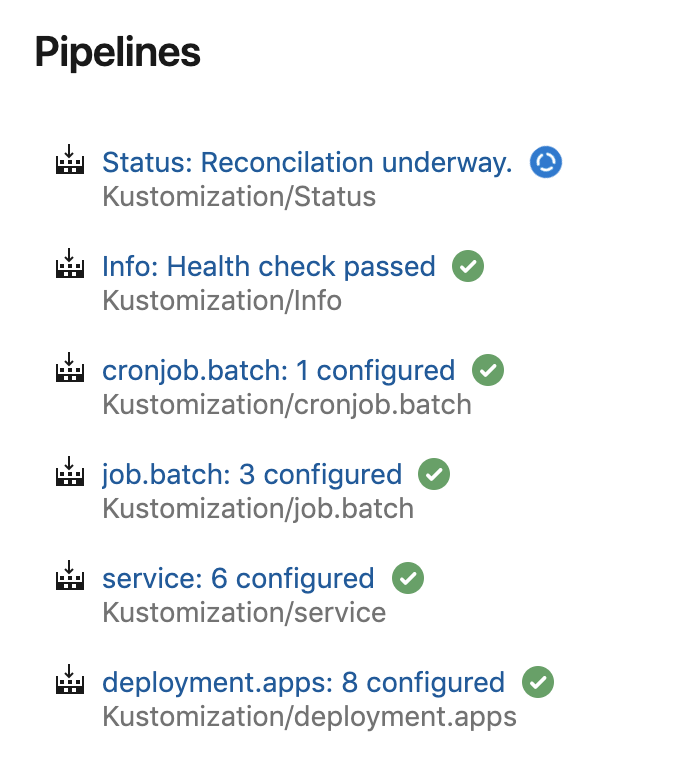 Pipelines
Status: Reconcilation underway.
Kustomization/Status
Info: Health check passed
Kustomization/Info
cronjob.batch: 1 configured
Kustomization/cronjob.batch
job.batch: 3 configured
Kustomization/job.batch
service: 6 configured
Kustomization/service
deployment.apps: 8 configured
Kustomization/deployment.apps